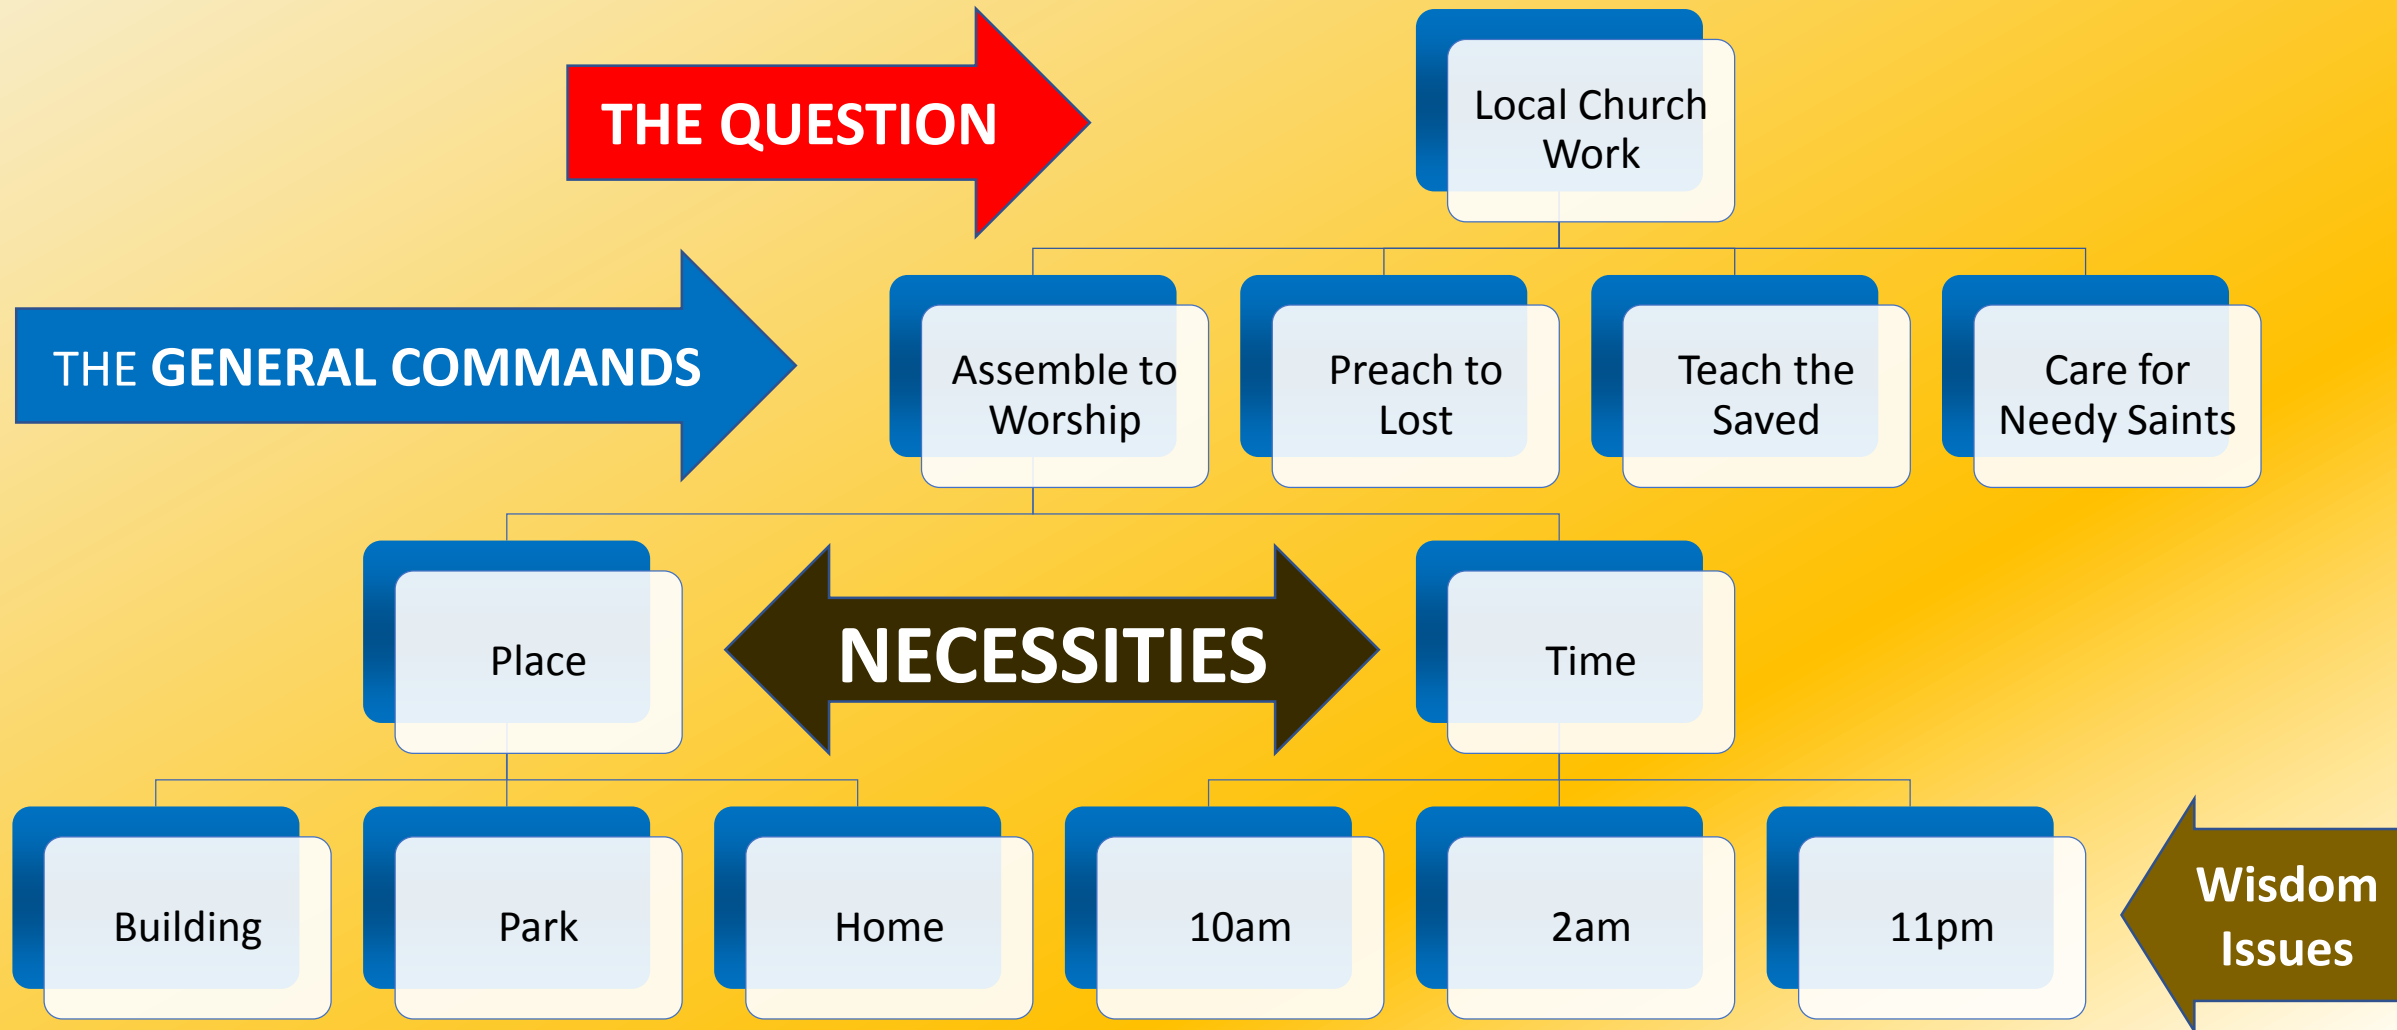 THE QUESTION
Local Church
Work
THE GENERAL COMMANDS
Assemble to
Worship
Preach to
Lost
Teach the
Saved
Care for
Needy Saints
Place
NECESSITIES
Time
Building
Park
Home
10am
2am
11pm
Wisdom
Issues